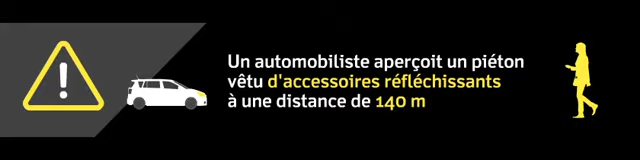 Un automobiliste aperçoit un piéton
vêtu d'accessoires réfléchissants
à une distance de 140 m